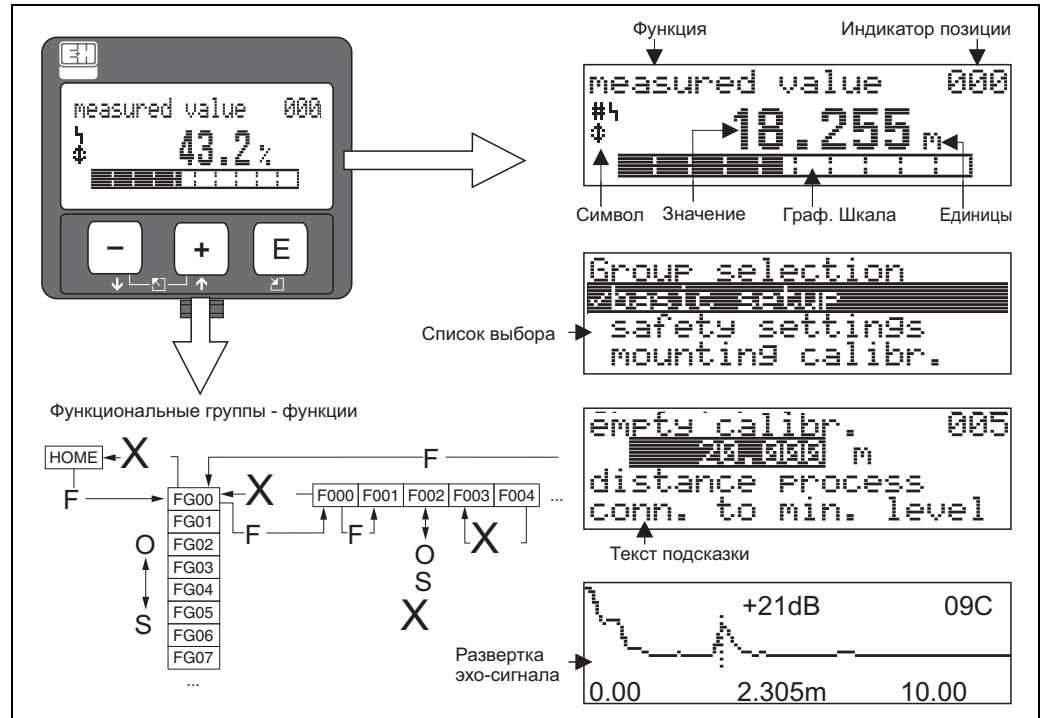 E+H
measured value 000
43.2 %
- + E
Функциональные группы - функции
HOME X
F F
FG00 X F000 F001 F002 F003 F004 ...
FG01 F F X
FG02
FG03
FG04
FG05
FG06
FG07
...
O
S
O
S
X
Функция Индикатор позиции
measured value 000
18.255 m
Символ Значение Граф. Шкала Единицы
Group selection
basic setup
safety settings
mounting calibr.
Список выбора
empty calibr. 005
20.000 m
distance process
conn. to min. level
Текст подсказки
+21dB 09C
Развертка
эхо-сигнала
0.00 2.305m 10.00